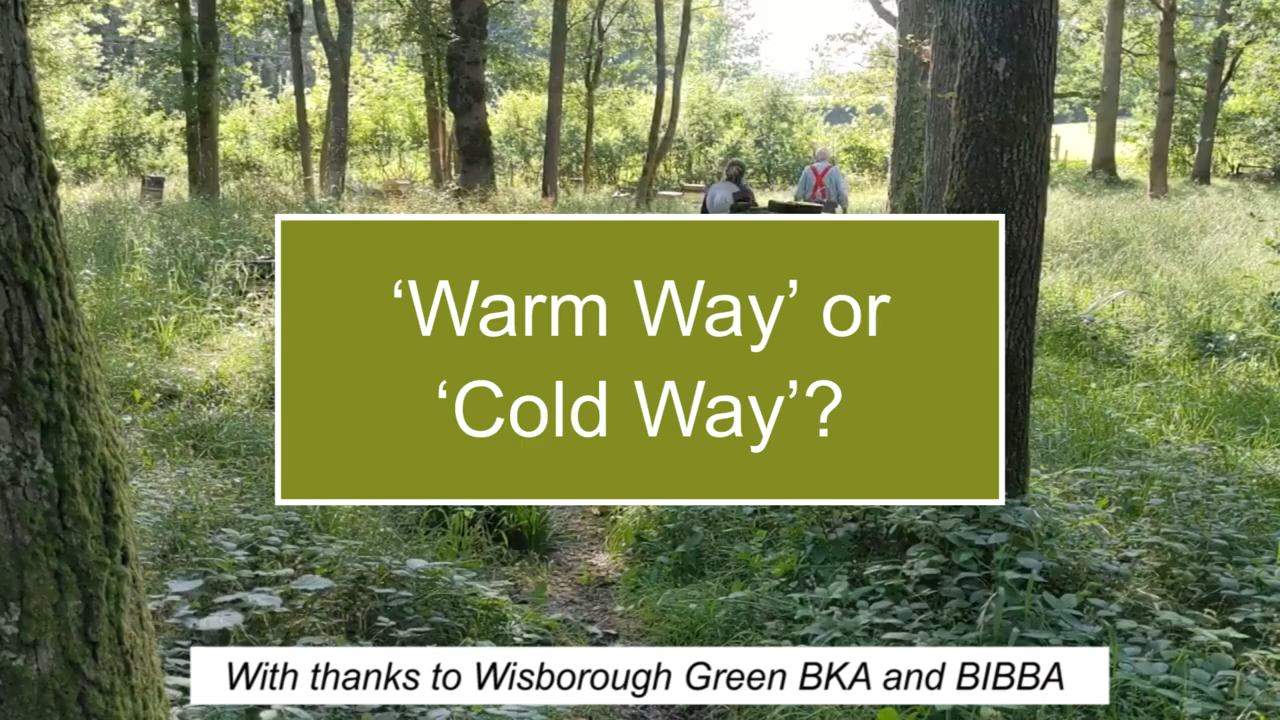 ‘Warm Way’ or
‘Cold Way’?
With thanks to Wisborough Green BKA and BIBBA